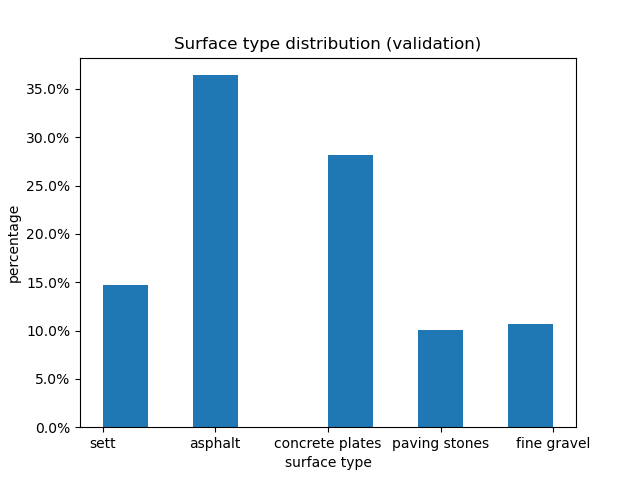 Surface type distribution (validation)
percentage
35.0%
30.0%
25.0%
20.0%
15.0%
10.0%
5.0%
0.0%
sett asphalt concrete plates paving stones fine gravel
surface type